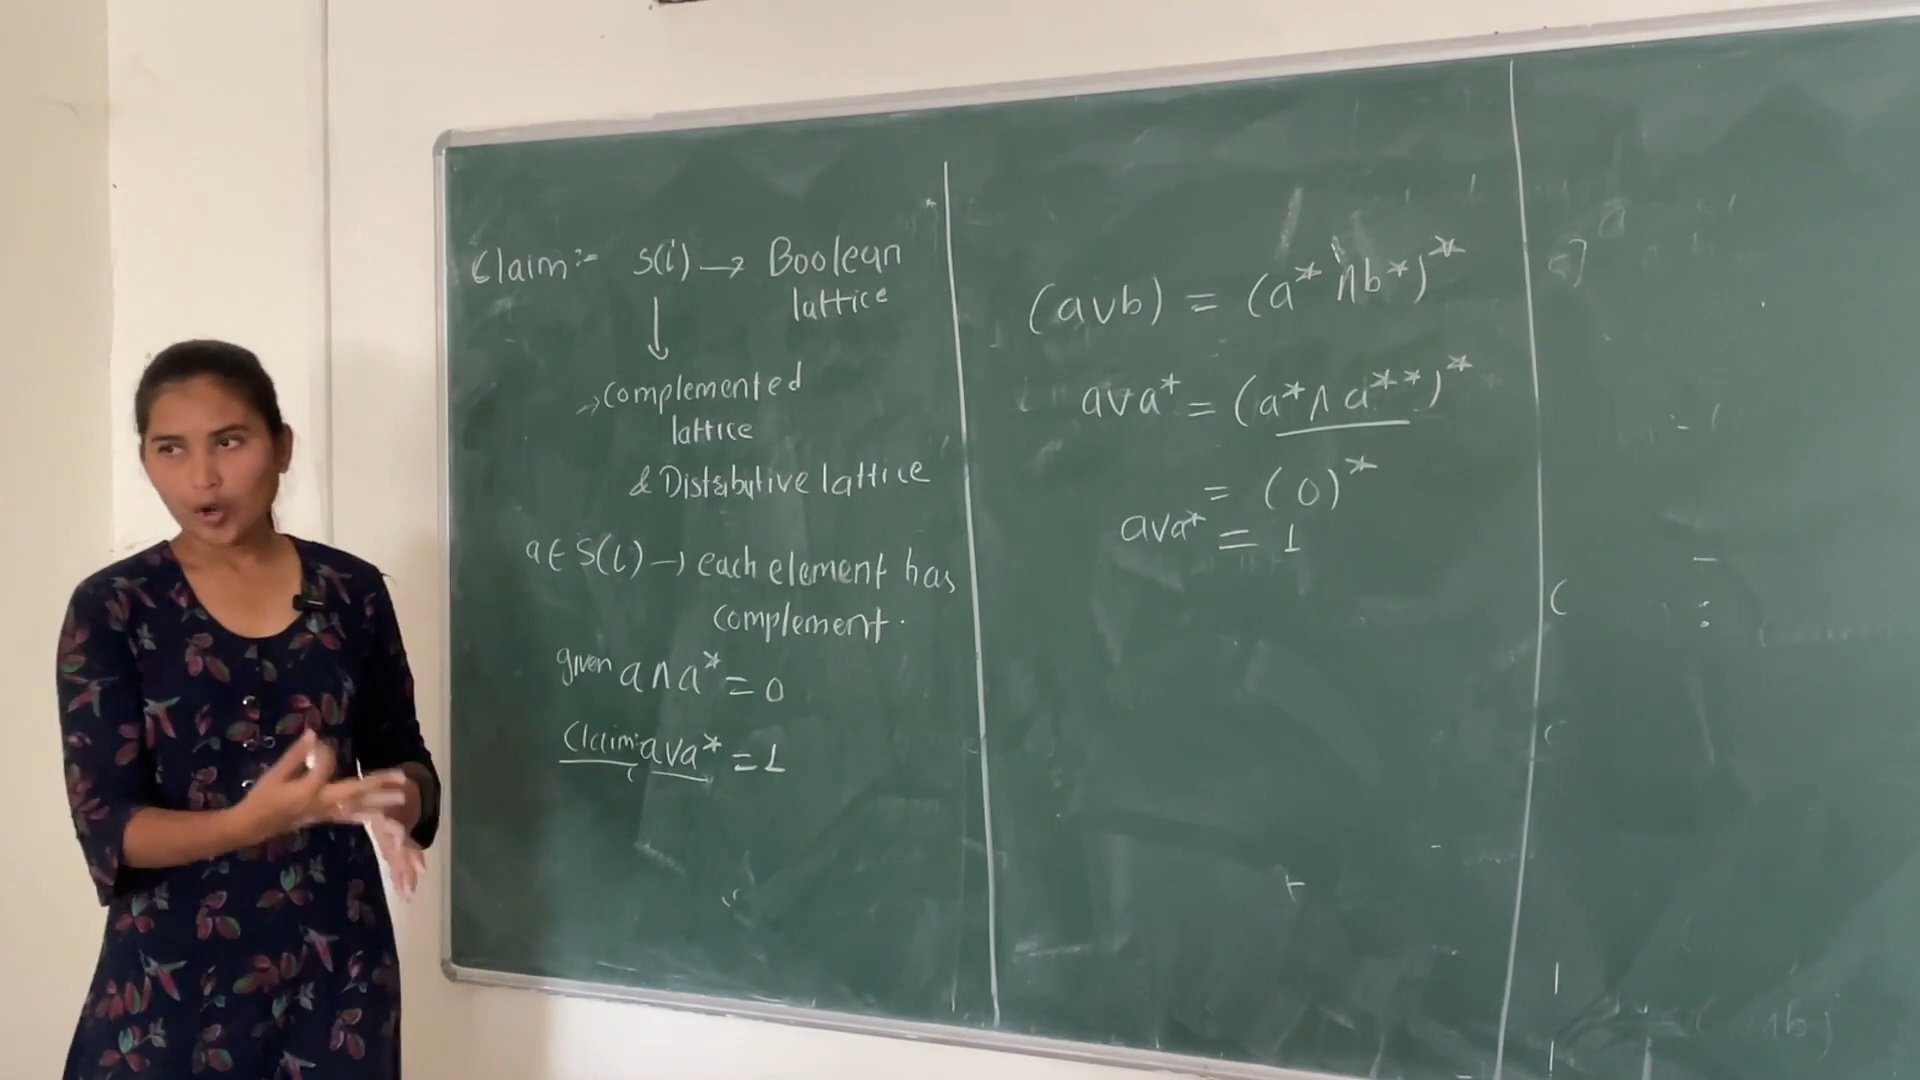 Claim:- S(i) → Boolean
lattice
↓
→ Complemented
lattice
& Distributive lattice
a ∈ S(L) → each element has
complement.
given a∧a* = 0
Claim: a∨a* = 1
(a∨b) = (a* ∧ b*)*
a∨a* = (a* ∧ a**)*
= (0)*
a∨a* = 1